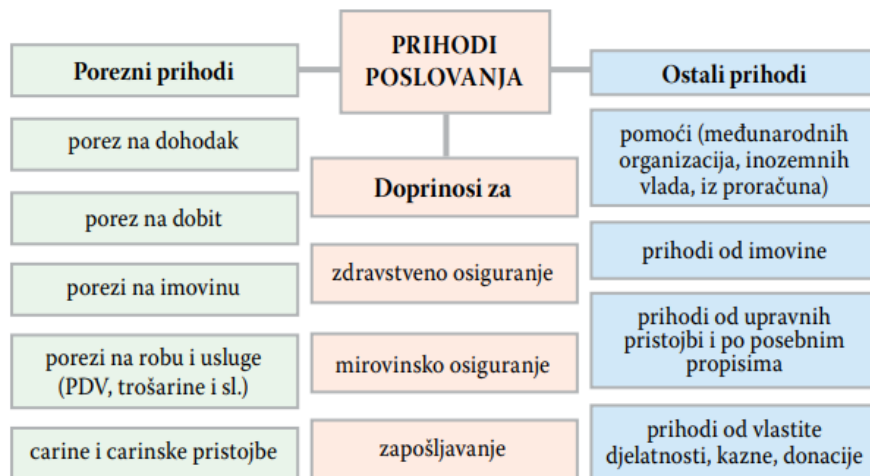 PRIHODI
POSLOVANJA
Porezni prihodi
porez na dohodak
porez na dobit
porezi na imovinu
porezi na robu i usluge
(PDV, trošarine i sl.)
carine i carinske pristojbe
Doprinosi za
zdravstveno osiguranje
mirovinsko osiguranje
zapošljavanje
Ostali prihodi
pomoći (međunarodnih
organizacija, inozemnih
vlada, iz proračuna)
prihodi od imovine
prihodi od upravnih
pristojbi i po posebnim
propisima
prihodi od vlastite
djelatnosti, kazne, donacije